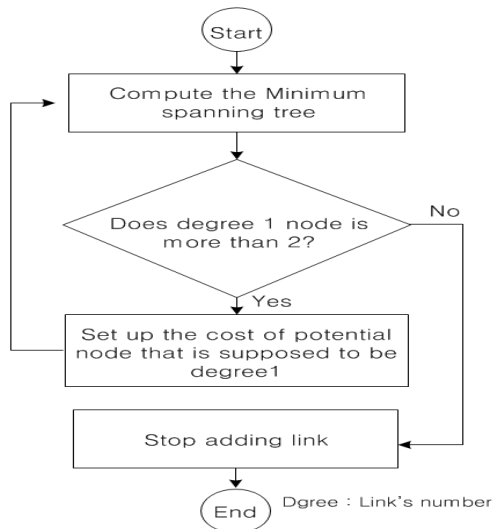 Start
Compute the Minimum
spanning tree
Does degree 1 node is
more than 2?
No
Yes
Set up the cost of potential
node that is supposed to be
degree1
Stop adding link
End
Dgree : Link's number